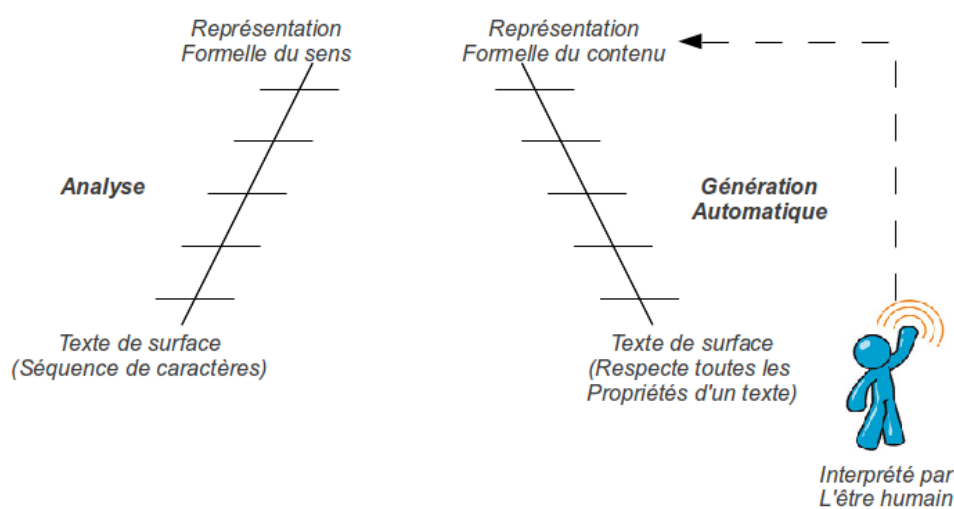 Représentation
Formelle du sens
Représentation
Formelle du contenu
Analyse
Génération
Automatique
Texte de surface
(Séquence de caractères)
Texte de surface
(Respecte toutes les
Propriétés d'un texte)
Interprété par
L'être humain